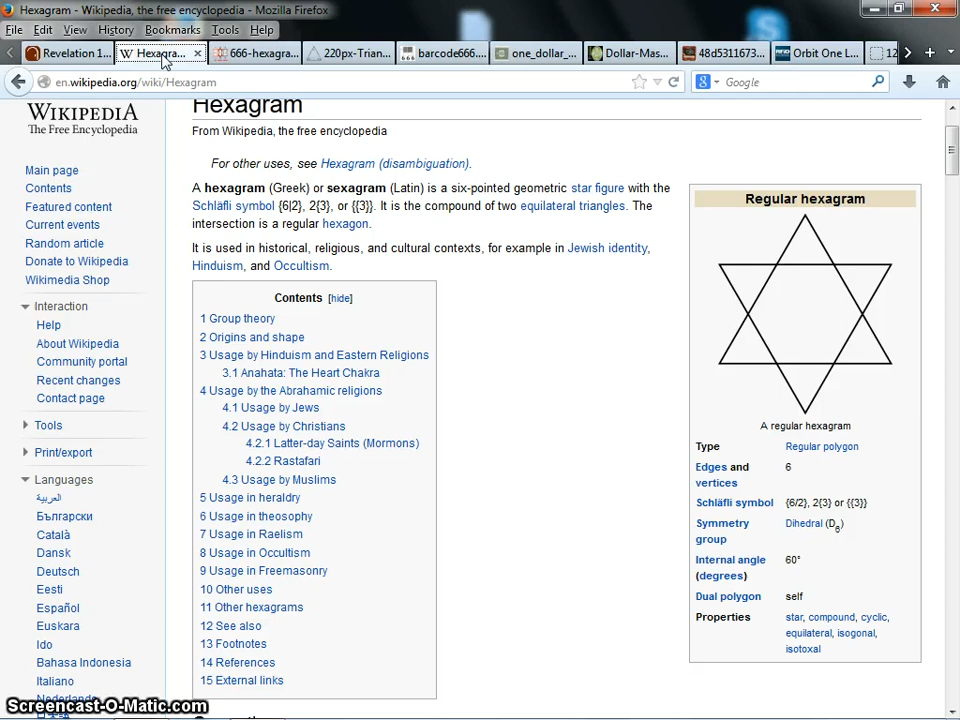 Hexagram - Wikipedia, the free encyclopedia - Mozilla Firefox
File Edit View History Bookmarks Tools Help
Revelation 1... W Hexagra... 666-hexagra... 220px-Trian... barcode666.... one_dollar_... Dollar-Mas... 48d5311673... Orbit One L... 12
en.wikipedia.org/wiki/Hexagram
Google
WIKIPEDIA
The Free Encyclopedia
Main page
Contents
Featured content
Current events
Random article
Donate to Wikipedia
Wikimedia Shop
Interaction
Help
About Wikipedia
Community portal
Recent changes
Contact page
Tools
Print/export
Languages
العربية
Български
Català
Dansk
Deutsch
Eesti
Español
Euskara
Ido
Bahasa Indonesia
Italiano
Nederlands
Hexagram
From Wikipedia, the free encyclopedia
For other uses, see Hexagram (disambiguation).
A hexagram (Greek) or sexagram (Latin) is a six-pointed geometric star figure with the
Schläfli symbol {6/2}, 2{3}, or {{3}}. It is the compound of two equilateral triangles. The
intersection is a regular hexagon.
It is used in historical, religious, and cultural contexts, for example in Jewish identity,
Hinduism, and Occultism.
Contents [hide]
1 Group theory
2 Origins and shape
3 Usage by Hinduism and Eastern Religions
3.1 Anahata: The Heart Chakra
4 Usage by the Abrahamic religions
4.1 Usage by Jews
4.2 Usage by Christians
4.2.1 Latter-day Saints (Mormons)
4.2.2 Rastafari
4.3 Usage by Muslims
5 Usage in heraldry
6 Usage in theosophy
7 Usage in Raelism
8 Usage in Occultism
9 Usage in Freemasonry
10 Other uses
11 Other hexagrams
12 See also
13 Footnotes
14 References
15 External links
Regular hexagram
A regular hexagram
Type Regular polygon
Edges and vertices 6
Schläfli symbol {6/2}, 2{3} or {{3}}
Symmetry group Dihedral (D6)
Internal angle (degrees) 60°
Dual polygon self
Properties star, compound, cyclic,
equilateral, isogonal,
isotoxal
Screencast-O-Matic.com